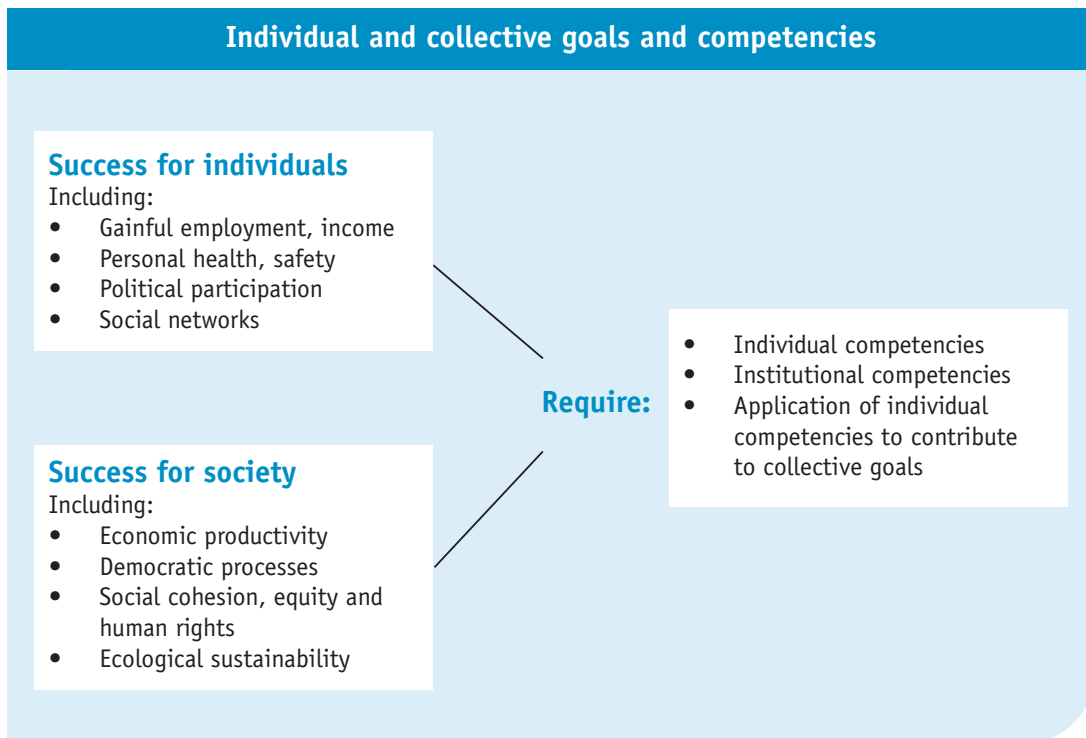 Individual and collective goals and competencies
Success for individuals
Including:
• Gainful employment, income
• Personal health, safety
• Political participation
• Social networks
Success for society
Including:
• Economic productivity
• Democratic processes
• Social cohesion, equity and
human rights
• Ecological sustainability
Require:
• Individual competencies
• Institutional competencies
• Application of individual
competencies to contribute
to collective goals